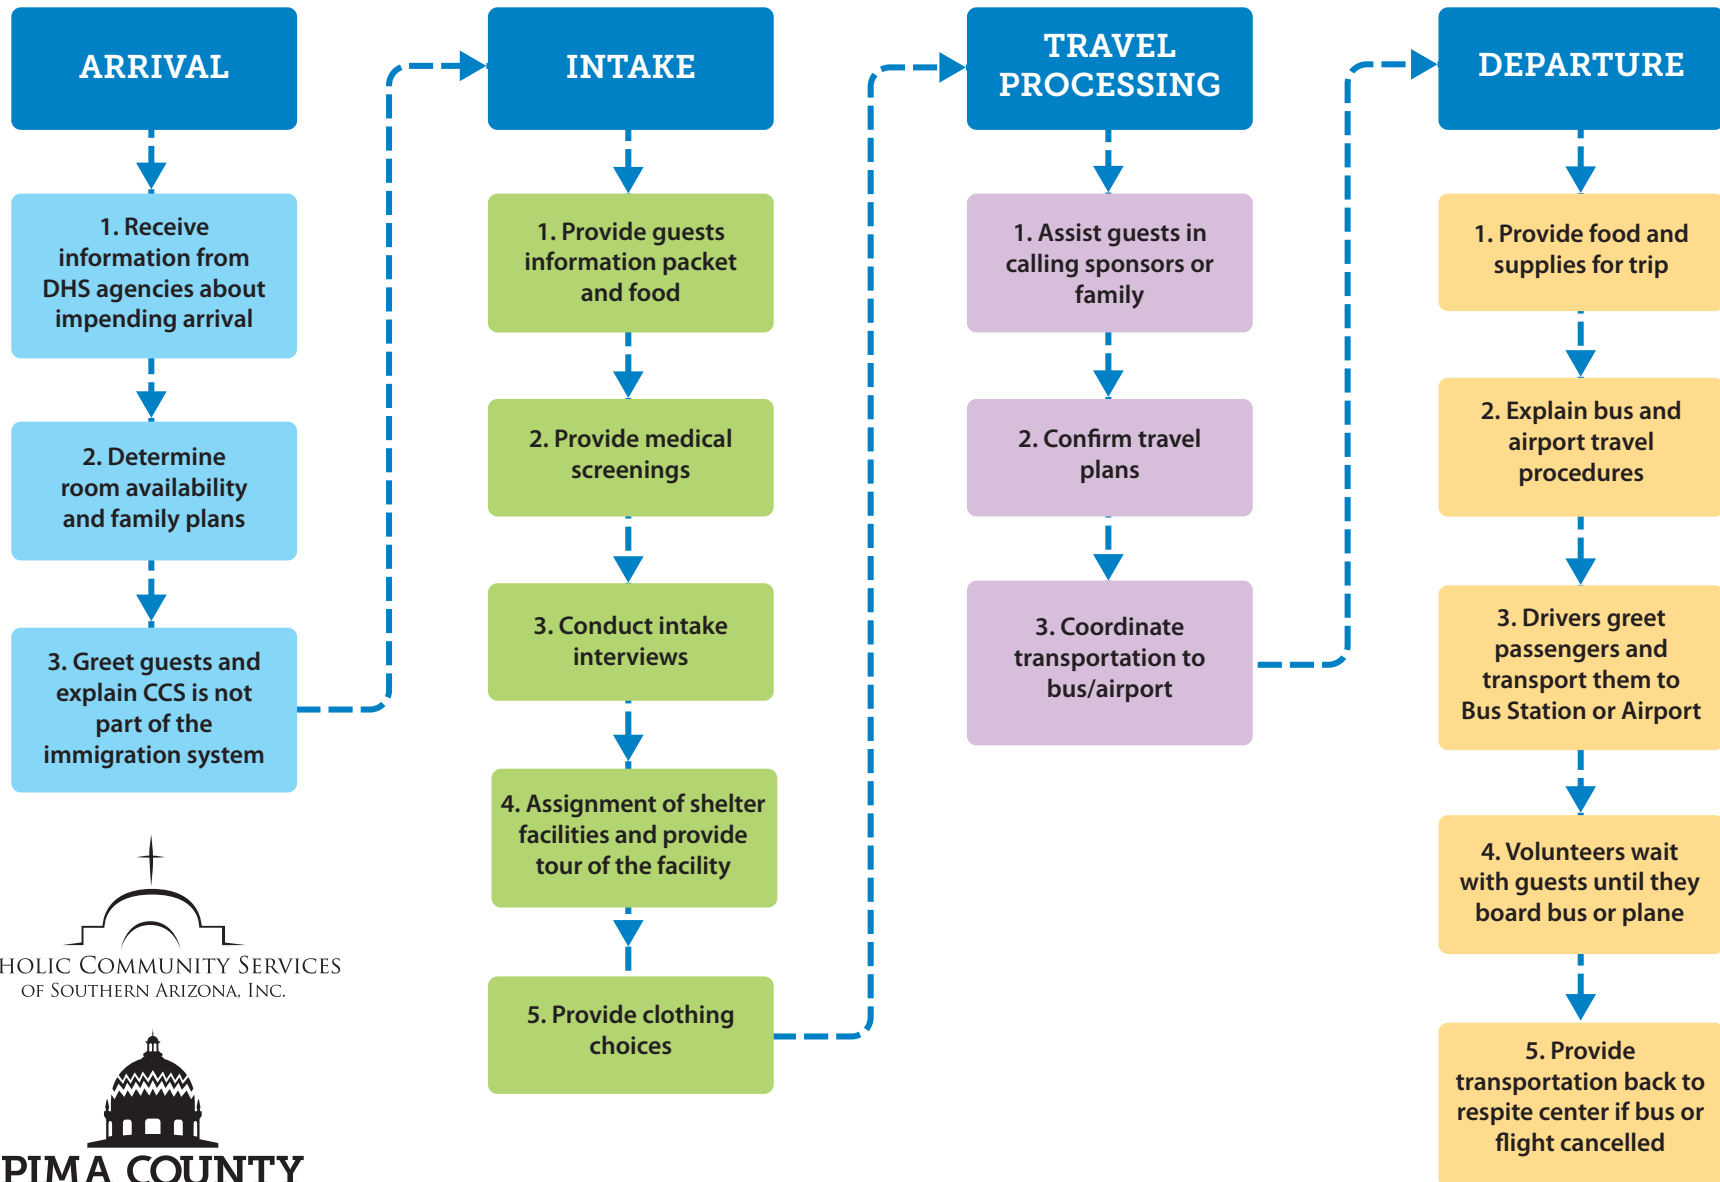 ARRIVAL
1. Receive
information from
DHS agencies about
impending arrival
2. Determine
room availability
and family plans
3. Greet guests and
explain CCS is not
part of the
immigration system
HOLIC COMMUNITY SERVICES
OF SOUTHERN ARIZONA, INC.
PIMA COUNTY
INTAKE
1. Provide guests
information packet
and food
2. Provide medical
screenings
3. Conduct intake
interviews
4. Assignment of shelter
facilities and provide
tour of the facility
5. Provide clothing
choices
TRAVEL
PROCESSING
1. Assist guests in
calling sponsors or
family
2. Confirm travel
plans
3. Coordinate
transportation to
bus/airport
DEPARTURE
1. Provide food and
supplies for trip
2. Explain bus and
airport travel
procedures
3. Drivers greet
passengers and
transport them to
Bus Station or Airport
4. Volunteers wait
with guests until they
board bus or plane
5. Provide
transportation back to
respite center if bus or
flight cancelled